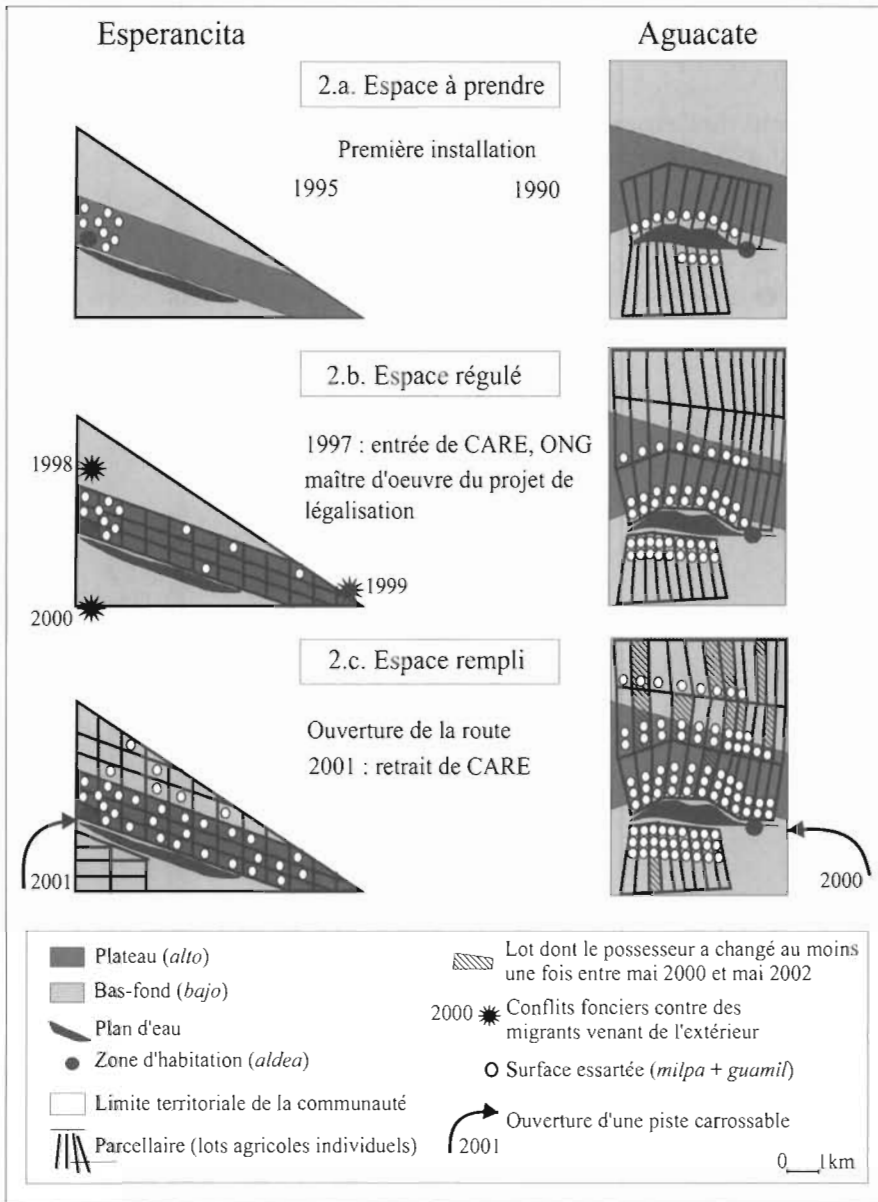 Esperancita
Aguacate
2.a. Espace à prendre
Première installation
1995
1990
2.b. Espace régulé
1997 : entrée de CARE, ONG
maître d'oeuvre du projet de
légalisation
1998
1999
2000
2.c. Espace rempli
Ouverture de la route
2001 : retrait de CARE
2001
2000
Plateau (alto)
Bas-fond (bajo)
Plan d'eau
Zone d'habitation (aldea)
Limite territoriale de la communauté
Parcellaire (lots agricoles individuels)
Lot dont le possesseur a changé au moins
une fois entre mai 2000 et mai 2002
2000 Conflits fonciers contre des
migrants venant de l'extérieur
Surface essartée (milpa + guamil)
Ouverture d'une piste carrossable
2001
0 1km